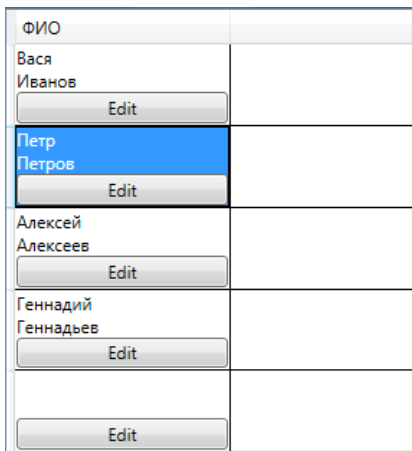 ФИО
Вася
Иванов
Edit
Петр
Петров
Edit
Алексей
Алексеев
Edit
Геннадий
Геннадьев
Edit
Edit